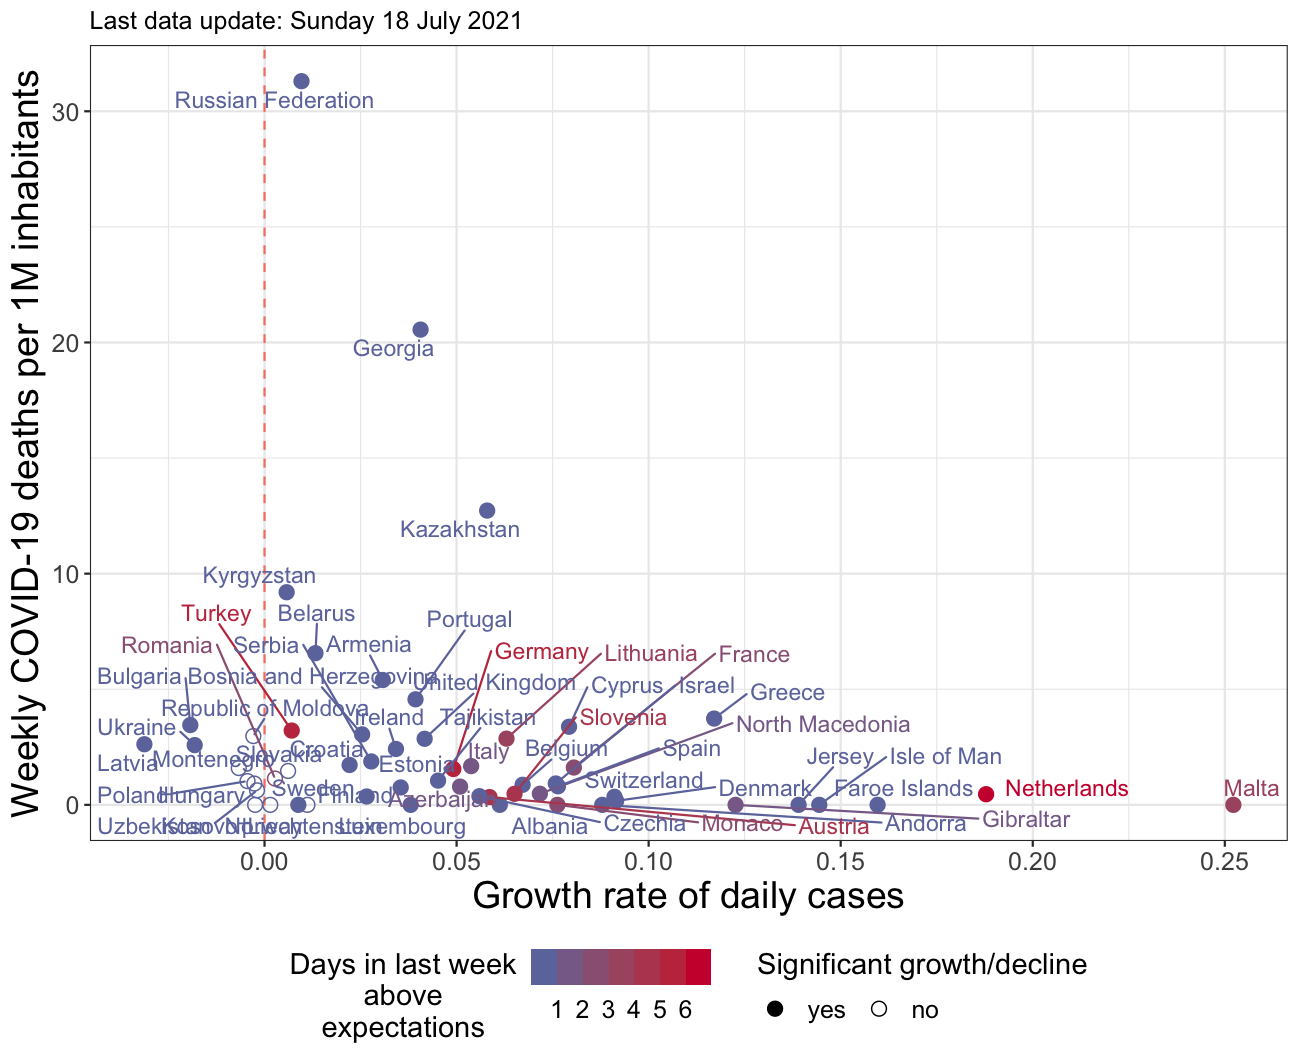 Last data update: Sunday 18 July 2021
Weekly COVID-19 deaths per 1M inhabitants
30
20
10
0
Russian Federation
Georgia
Kazakhstan
Kyrgyzstan
Turkey
Belarus
Portugal
Romania
Serbia
Armenia
Germany
Lithuania
France
Bulgaria
Bosnia and Herzegovina
United Kingdom
Cyprus
Israel
Greece
Republic of Moldova
Ireland
Tajikistan
Slovenia
North Macedonia
Ukraine
Slovakia
Croatia
Italy
Belgium
Spain
Jersey
Isle of Man
Latvia
Montenegro
Estonia
Switzerland
Poland
Hungary
Sweden
Finland
Azerbaijan
Denmark
Faroe Islands
Netherlands
Malta
Uzbekistan
Kosovo
Norway
Liechtenstein
Luxembourg
Albania
Czechia
Monaco
Austria
Andorra
Gibraltar
0.00
0.05
0.10
0.15
0.20
0.25
Growth rate of daily cases
Days in last week
above
expectations
1 2 3 4 5 6
Significant growth/decline
yes
no